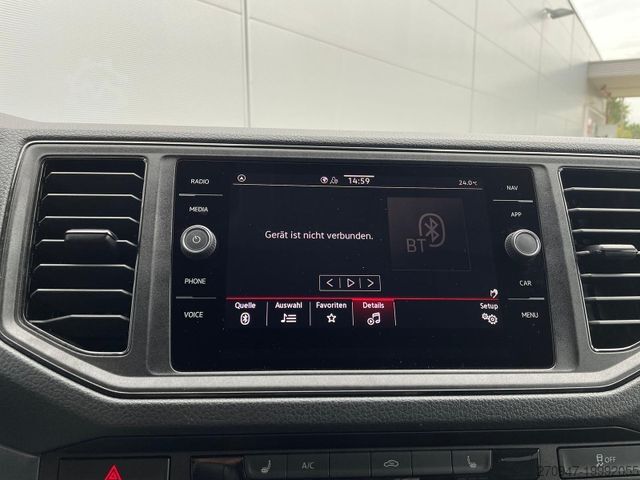 RADIO
14:59
24.0°C
NAV
MEDIA
APP
Gerät ist nicht verbunden.
BT
PHONE
CAR
VOICE
Quelle
Auswahl
Favoriten
Details
Setup
MENU
A/C
OFF